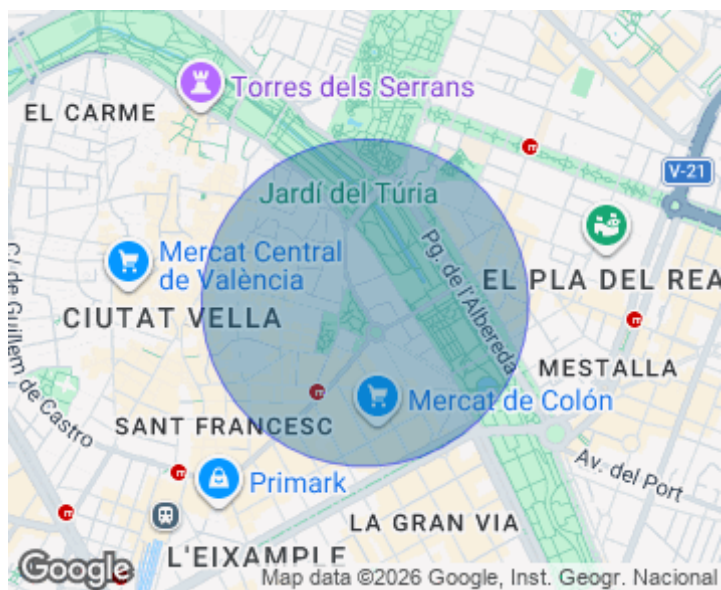 Torres dels Serrans
EL CARME
V-21
Jardí del Túria
Pg. de l'Albereda
Mercat Central
de València
EL PLA DEL REA
C/ de Guillem de Castro
CIUTAT VELLA
MESTALLA
Mercat de Colón
SANT FRANCESC
Primark
Av. del Port
LA GRAN VIA
L'EIXAMPLE
Google
Map data ©2026 Google, Inst. Geogr. Nacional